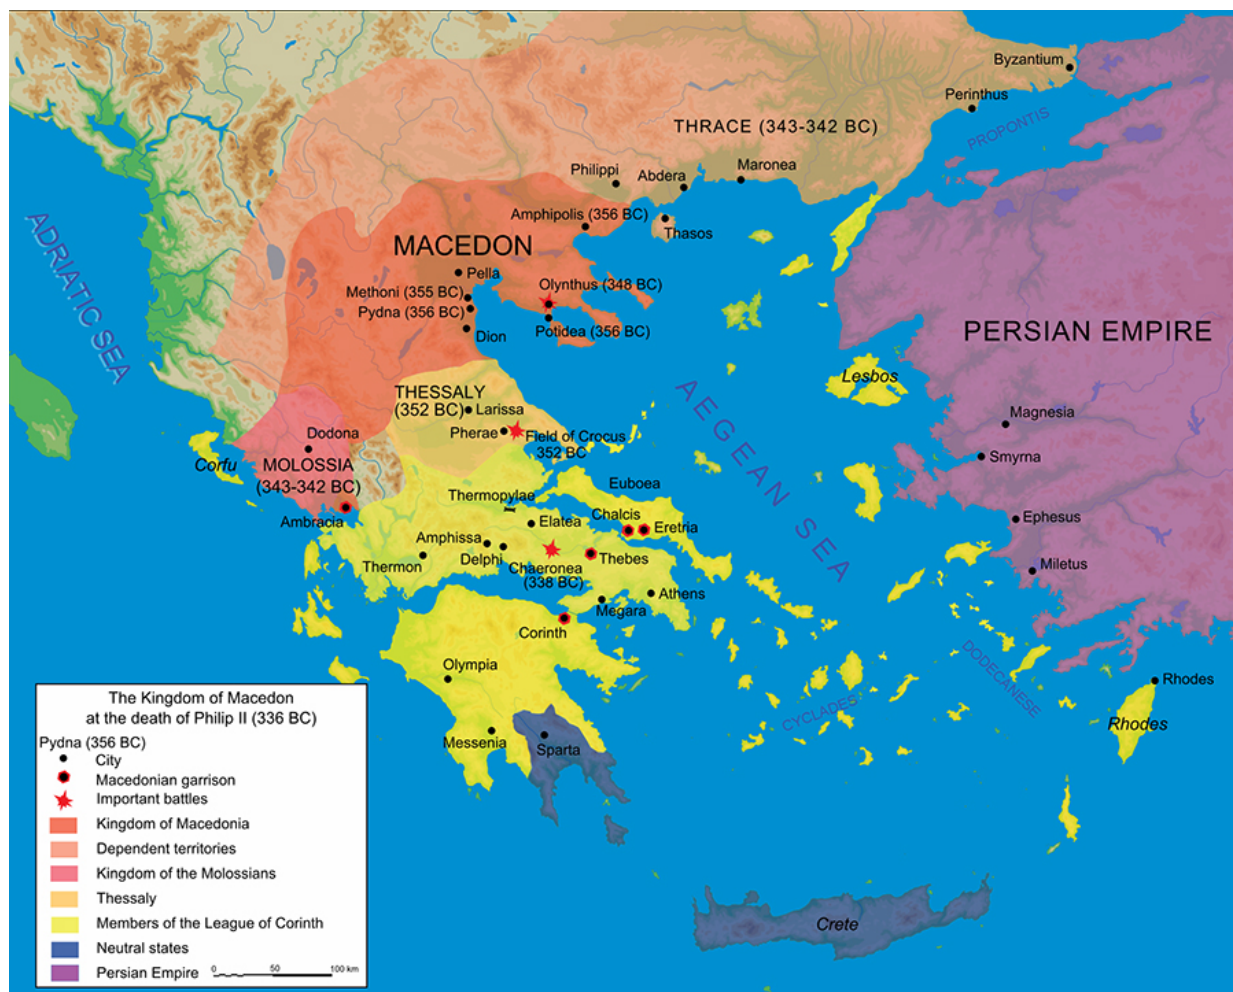 Byzantium
Perinthus
PROPONTIS
THRACE (343-342 BC)
Philippi
Abdera
Maronea
Amphipolis (356 BC)
Thasos
ADRIATIC SEA
MACEDON
Pella
Olynthus (348 BC)
Methoni (355 BC)
Pydna (356 BC)
Potidea (356 BC)
Dion
PERSIAN EMPIRE
Lesbos
THESSALY
(352 BC)
Larissa
Magnesia
Pherae
Field of Crocus
352 BC
Dodona
AEGEAN SEA
Smyrna
Corfu
MOLOSSIA
(343-342 BC)
Euboea
Thermopylae
Ambracia
Elatea
Chalcis
Eretria
Ephesus
Amphissa
Delphi
Thermon
Chaeronea
(338 BC)
Thebes
Miletus
Athens
Megara
Corinth
Olympia
DODECANESE
Rhodes
Rhodes
CYCLADES
Messenia
Sparta
Crete
The Kingdom of Macedon
at the death of Philip II (336 BC)
Pydna (356 BC)
City
Macedonian garrison
Important battles
Kingdom of Macedonia
Dependent territories
Kingdom of the Molossians
Thessaly
Members of the League of Corinth
Neutral states
Persian Empire
0 50 100 km